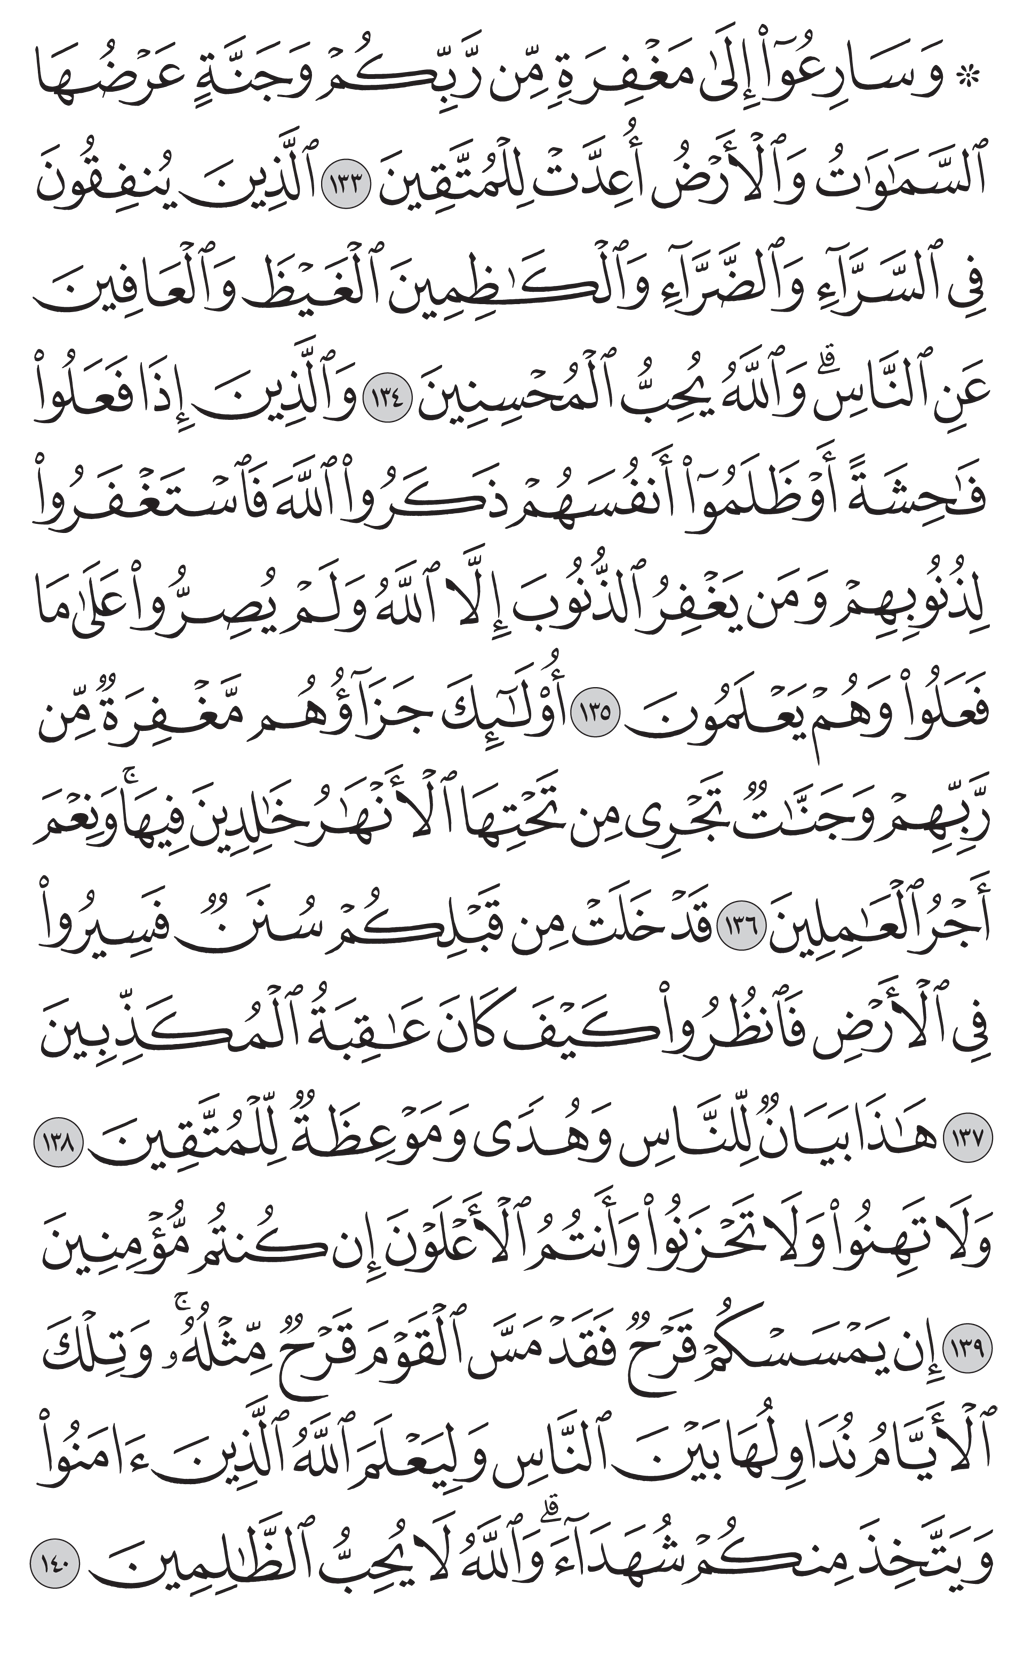 ۞ وَسَارِعُوٓا۟ إِلَىٰ مَغْفِرَةٍ مِّن رَّبِّكُمْ وَجَنَّةٍ عَرْضُهَا
ٱلسَّمَـٰوَٰتُ وَٱلْأَرْضُ أُعِدَّتْ لِلْمُتَّقِينَ ١٣٣ ٱلَّذِينَ يُنفِقُونَ
فِى ٱلسَّرَّآءِ وَٱلضَّرَّآءِ وَٱلْكَـٰظِمِينَ ٱلْغَيْظَ وَٱلْعَافِينَ
عَنِ ٱلنَّاسِ ۗ وَٱللَّهُ يُحِبُّ ٱلْمُحْسِنِينَ ١٣٤ وَٱلَّذِينَ إِذَا فَعَلُوا۟
فَـٰحِشَةً أَوْ ظَلَمُوٓا۟ أَنفُسَهُمْ ذَكَرُوا۟ ٱللَّهَ فَٱسْتَغْفَرُوا۟
لِذُنُوبِهِمْ وَمَن يَغْفِرُ ٱلذُّنُوبَ إِلَّا ٱللَّهُ وَلَمْ يُصِرُّوا۟ عَلَىٰ مَا
فَعَلُوا۟ وَهُمْ يَعْلَمُونَ ١٣٥ أُو۟لَـٰٓئِكَ جَزَآؤُهُم مَّغْفِرَةٌ مِّن
رَّبِّهِمْ وَجَنَّـٰتٌ تَجْرِى مِن تَحْتِهَا ٱلْأَنْهَـٰرُ خَـٰلِدِينَ فِيهَا ۚ وَنِعْمَ
أَجْرُ ٱلْعَـٰمِلِينَ ١٣٦ قَدْ خَلَتْ مِن قَبْلِكُمْ سُنَنٌ فَسِيرُوا۟
فِى ٱلْأَرْضِ فَٱنظُرُوا۟ كَيْفَ كَانَ عَـٰقِبَةُ ٱلْمُكَذِّبِينَ
١٣٧ هَـٰذَا بَيَانٌ لِّلنَّاسِ وَهُدًى وَمَوْعِظَةٌ لِّلْمُتَّقِينَ ١٣٨
وَلَا تَهِنُوا۟ وَلَا تَحْزَنُوا۟ وَأَنتُمُ ٱلْأَعْلَوْنَ إِن كُنتُم مُّؤْمِنِينَ
١٣٩ إِن يَمْسَسْكُمْ قَرْحٌ فَقَدْ مَسَّ ٱلْقَوْمَ قَرْحٌ مِّثْلُهُۥ ۚ وَتِلْكَ
ٱلْأَيَّامُ نُدَاوِلُهَا بَيْنَ ٱلنَّاسِ وَلِيَعْلَمَ ٱللَّهُ ٱلَّذِينَ ءَامَنُوا۟
وَيَتَّخِذَ مِنكُمْ شُهَدَآءَ ۗ وَٱللَّهُ لَا يُحِبُّ ٱلظَّـٰلِمِينَ ١٤٠